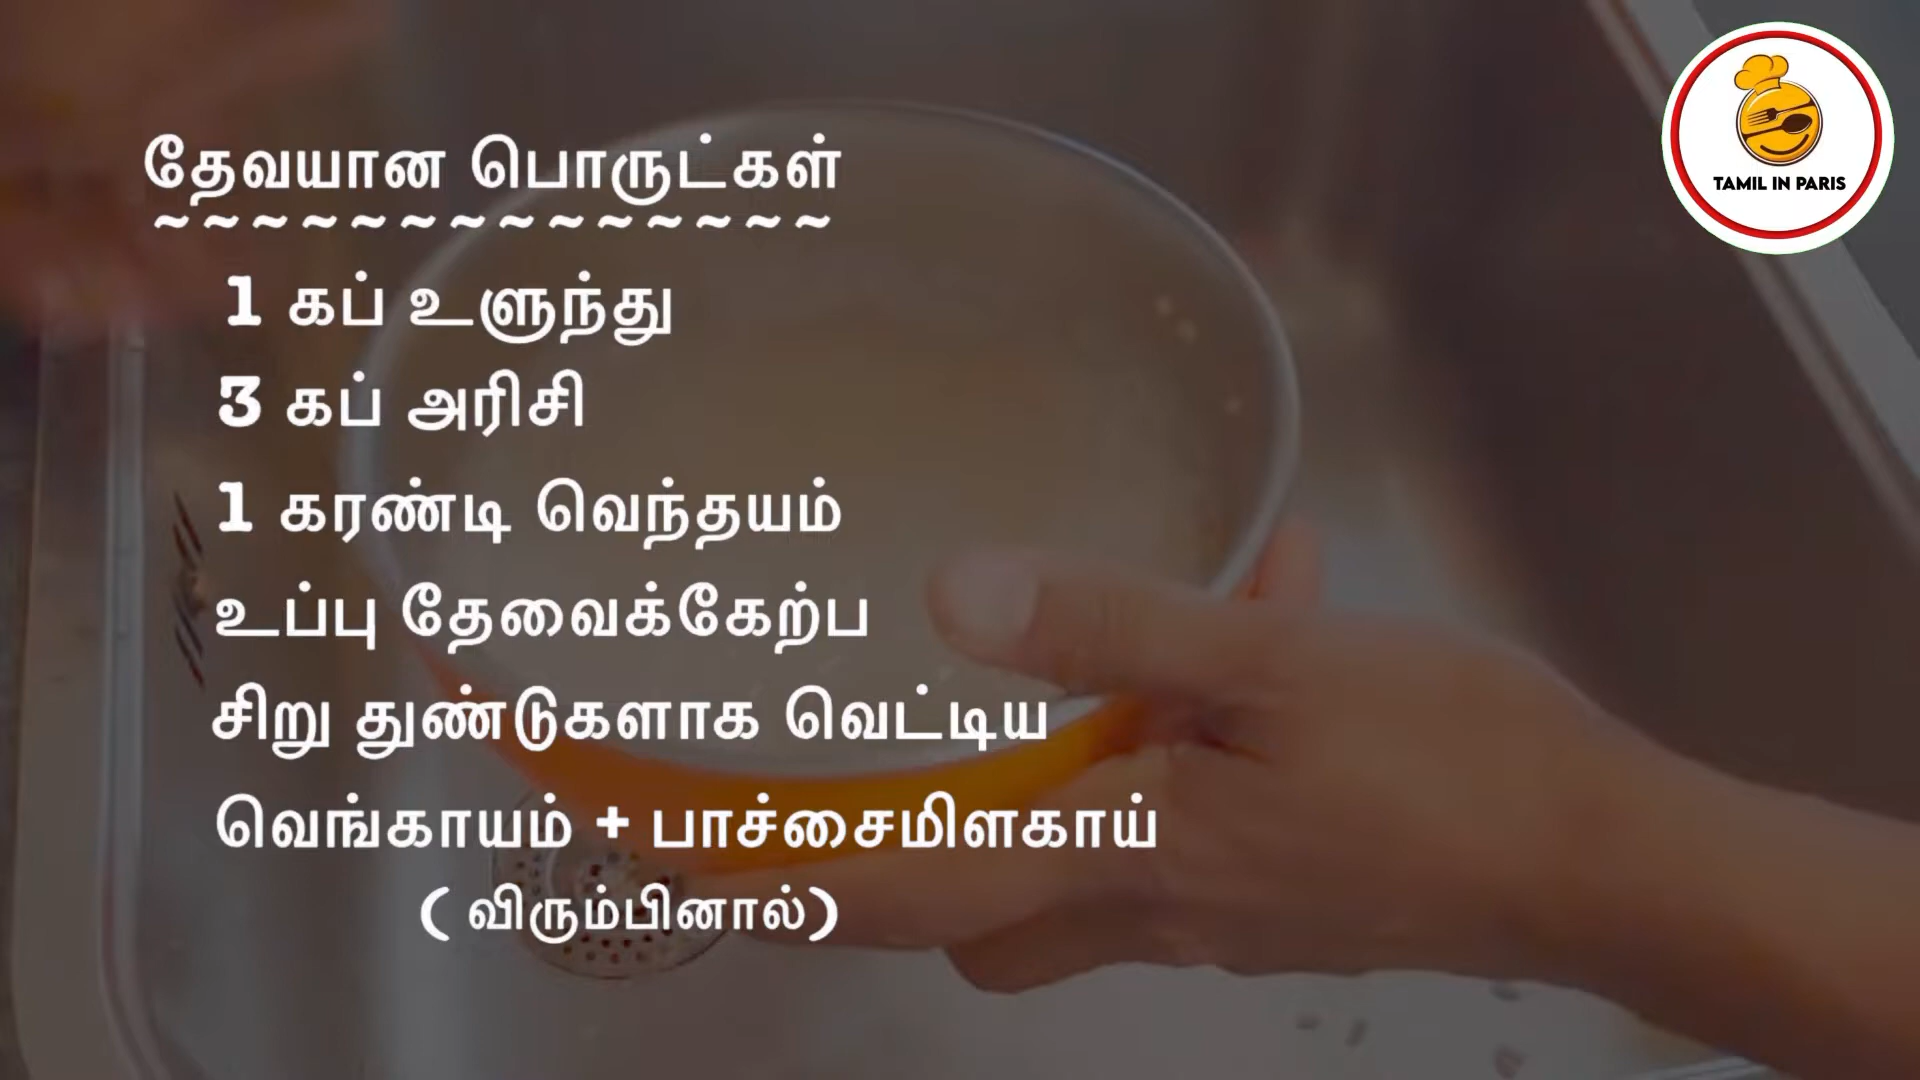 தேவயான பொருட்கள்
~~~~~~~~~~~~~~
1 கப் உளுந்து
3 கப் அரிசி
1 கரண்டி வெந்தயம்
உப்பு தேவைக்கேற்ப
சிறு துண்டுகளாக வெட்டிய
வெங்காயம் + பாச்சைமிளகாய்
( விரும்பினால்)
TAMIL IN PARIS